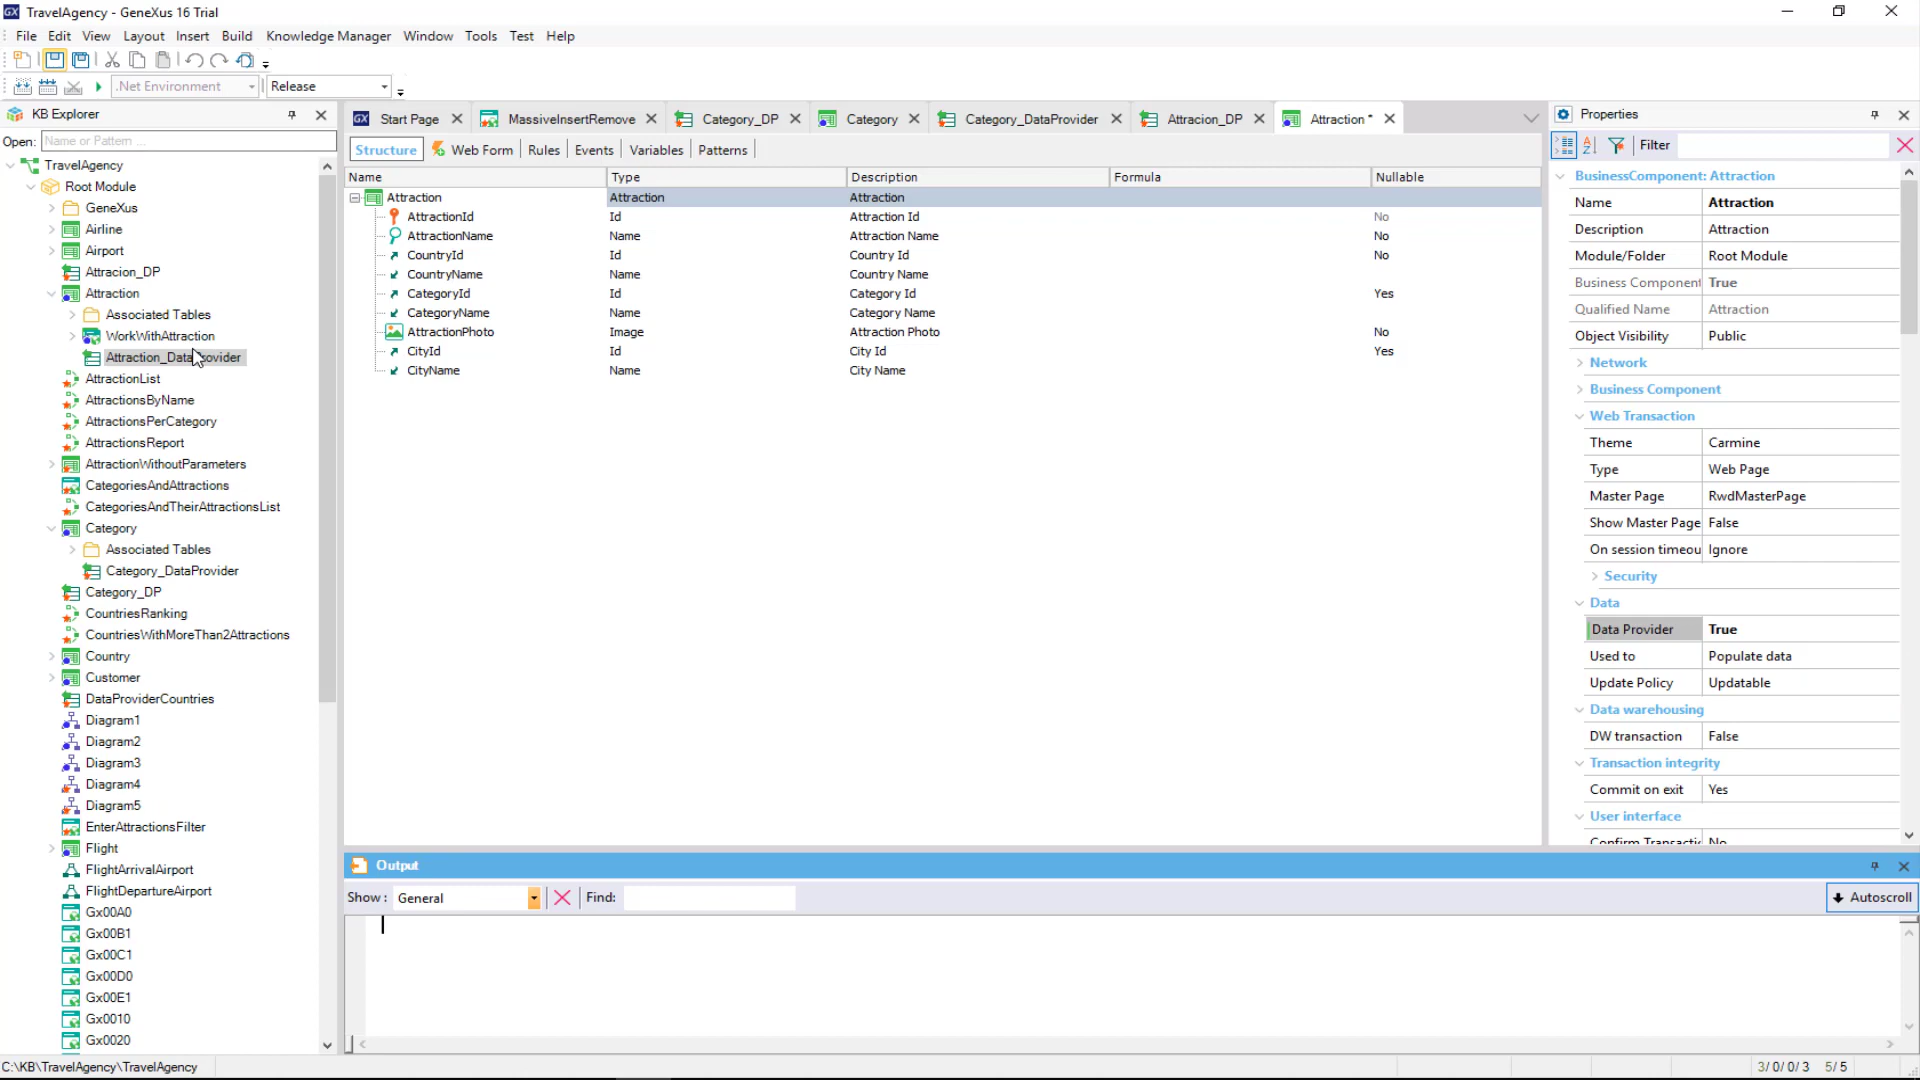 TravelAgency - GeneXus 16 Trial
File Edit View Layout Insert Build Knowledge Manager Window Tools Test Help
.Net Environment Release
KB Explorer
Open: Name or Pattern ...
TravelAgency
Root Module
GeneXus
Airline
Airport
Attracion_DP
Attraction
Associated Tables
WorkWithAttraction
Attraction_DataProvider
AttractionList
AttractionsByName
AttractionsPerCategory
AttractionsReport
AttractionWithoutParameters
CategoriesAndAttractions
CategoriesAndTheirAttractionsList
Category
Associated Tables
Category_DataProvider
Category_DP
CountriesRanking
CountriesWithMoreThan2Attractions
Country
Customer
DataProviderCountries
Diagram1
Diagram2
Diagram3
Diagram4
Diagram5
EnterAttractionsFilter
Flight
FlightArrivalAirport
FlightDepartureAirport
Gx00A0
Gx00B1
Gx00C1
Gx00D0
Gx00E1
Gx0010
Gx0020
Start Page MassiveInsertRemove Category_DP Category Category_DataProvider Attracion_DP Attraction *
Structure Web Form Rules Events Variables Patterns
Name Type Description Formula Nullable
Attraction Attraction Attraction
AttractionId Id Attraction Id No
AttractionName Name Attraction Name No
CountryId Id Country Id No
CountryName Name Country Name
CategoryId Id Category Id Yes
CategoryName Name Category Name
AttractionPhoto Image Attraction Photo No
CityId Id City Id Yes
CityName Name City Name
Output
Show: General Find: Autoscroll
Properties
Filter
BusinessComponent: Attraction
Name Attraction
Description Attraction
Module/Folder Root Module
Business Component True
Qualified Name Attraction
Object Visibility Public
Network
Business Component
Web Transaction
Theme Carmine
Type Web Page
Master Page RwdMasterPage
Show Master Page False
On session timeou Ignore
Security
Data
Data Provider True
Used to Populate data
Update Policy Updatable
Data warehousing
DW transaction False
Transaction integrity
Commit on exit Yes
User interface
Confirm Transactic No
C:\KB\TravelAgency\TravelAgency 3/0/0/3 5/5